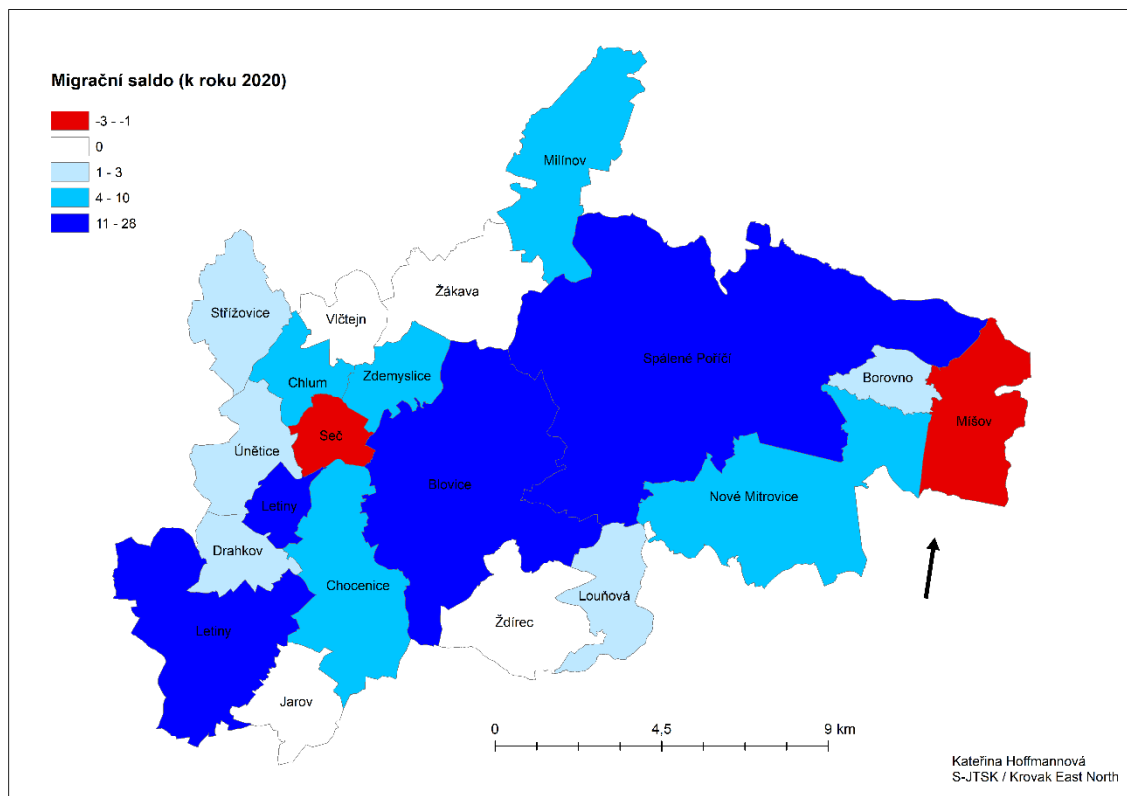 Migrační saldo (k roku 2020)
-3 - -1
0
1 - 3
4 - 10
11 - 28
Milínov
Žákava
Střížovice
Vlčtejn
Spálené Poříčí
Zdemyslice
Chlum
Borovno
Míšov
Seč
Únětice
Blovice
Nové Mitrovice
Letiny
Drahkov
Chocenice
Louňová
Ždírec
Letiny
Jarov
0 4,5 9 km
Kateřina Hoffmannová
S-JTSK / Krovak East North